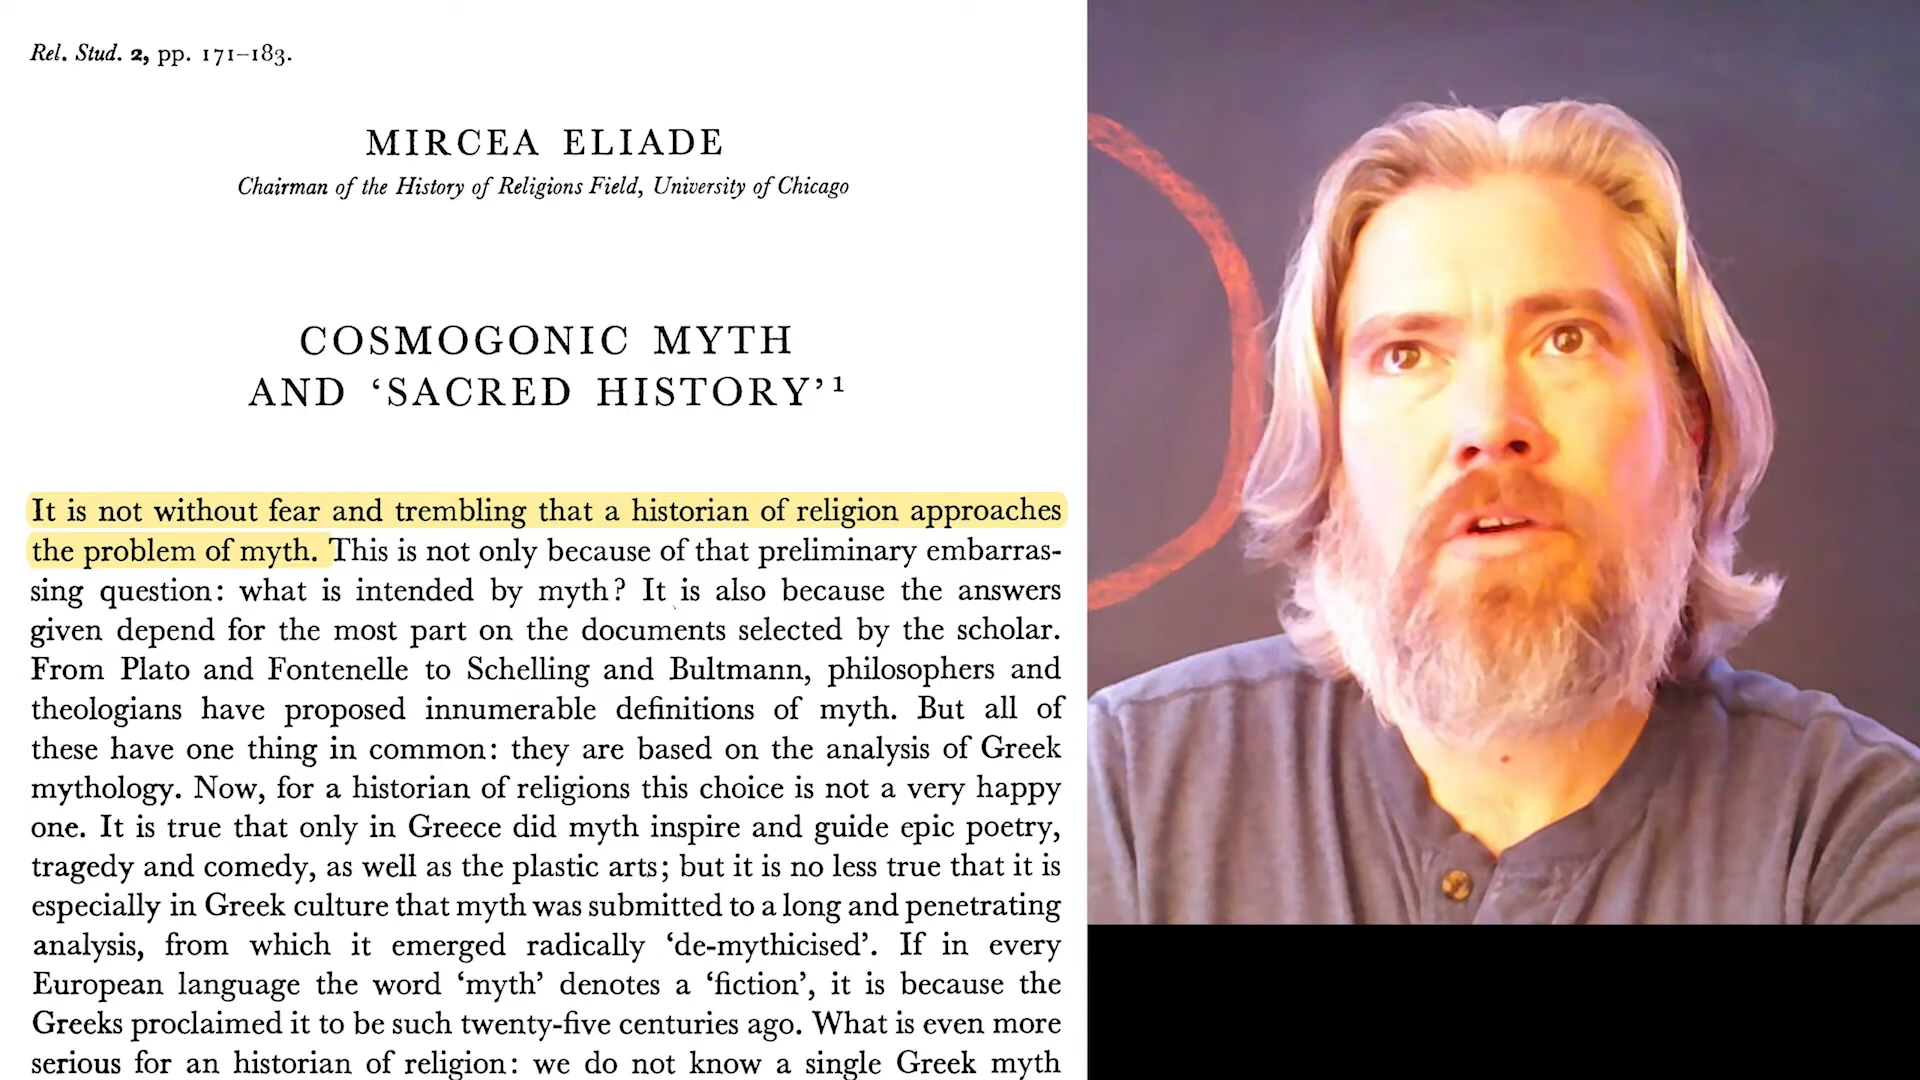 Rel. Stud. 2, pp. 171–183.
MIRCEA ELIADE
Chairman of the History of Religions Field, University of Chicago
COSMOGONIC MYTH
AND ‘SACRED HISTORY’¹
It is not without fear and trembling that a historian of religion approaches
the problem of myth. This is not only because of that preliminary embarras-
sing question: what is intended by myth? It is also because the answers
given depend for the most part on the documents selected by the scholar.
From Plato and Fontenelle to Schelling and Bultmann, philosophers and
theologians have proposed innumerable definitions of myth. But all of
these have one thing in common: they are based on the analysis of Greek
mythology. Now, for a historian of religions this choice is not a very happy
one. It is true that only in Greece did myth inspire and guide epic poetry,
tragedy and comedy, as well as the plastic arts; but it is no less true that it is
especially in Greek culture that myth was submitted to a long and penetrating
analysis, from which it emerged radically ‘de-mythicised’. If in every
European language the word ‘myth’ denotes a ‘fiction’, it is because the
Greeks proclaimed it to be such twenty-five centuries ago. What is even more
serious for an historian of religion: we do not know a single Greek myth